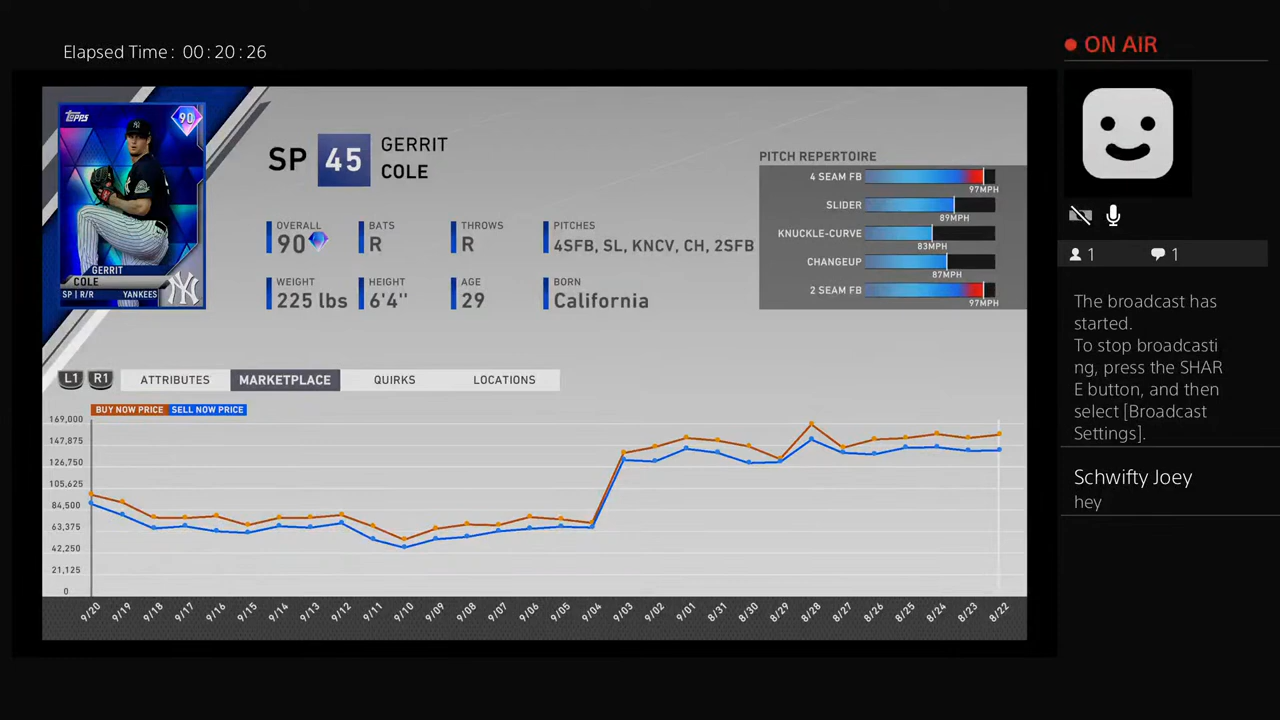 Elapsed Time: 00:20:26
ON AIR
Topps
90
GERRIT
COLE
SP | R/R YANKEES
SP 45 GERRIT
COLE
OVERALL
90
BATS
R
THROWS
R
PITCHES
4SFB, SL, KNCV, CH, 2SFB
WEIGHT
225 lbs
HEIGHT
6'4"
AGE
29
BORN
California
PITCH REPERTOIRE
4 SEAM FB
97MPH
SLIDER
89MPH
KNUCKLE-CURVE
83MPH
CHANGEUP
87MPH
2 SEAM FB
97MPH
L1 R1 ATTRIBUTES MARKETPLACE QUIRKS LOCATIONS
BUY NOW PRICE SELL NOW PRICE
169,000
147,875
126,750
105,625
84,500
63,375
42,250
21,125
0
9/20 9/19 9/18 9/17 9/16 9/15 9/14 9/13 9/12 9/11 9/10 9/09 9/08 9/07 9/06 9/05 9/04 9/03 9/02 9/01 8/31 8/30 8/29 8/28 8/27 8/26 8/25 8/24 8/23 8/22
1 1
The broadcast has
started.
To stop broadcasti
ng, press the SHAR
E button, and then
select [Broadcast
Settings].
Schwifty Joey
hey